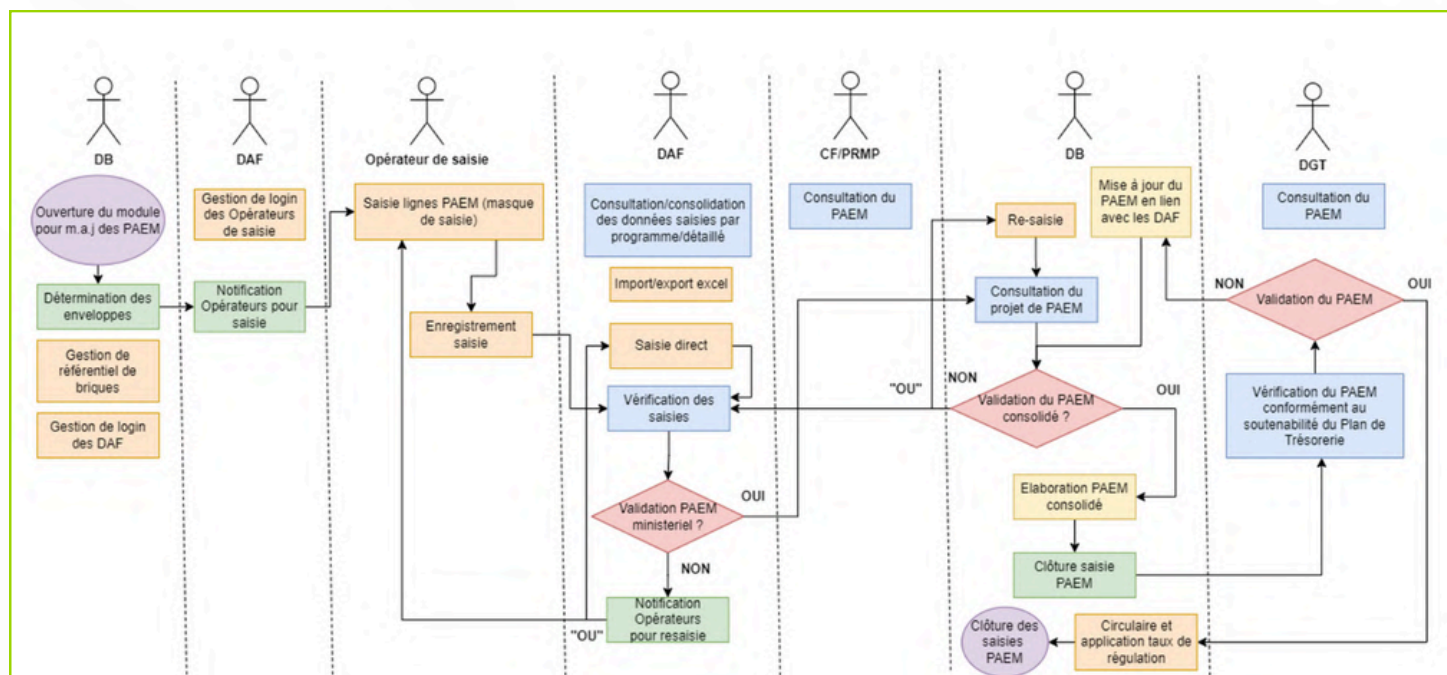 DB
Ouverture du module
pour m.a.j des PAEM
Détermination des
enveloppes
Gestion de
référentiel de
briques
Gestion de login
des DAF
DAF
Gestion de login
des Opérateurs
de saisie
Notification
Opérateurs pour
saisie
Opérateur de saisie
Saisie lignes PAEM (masque
de saisie)
Enregistrement
saisie
DAF
Consultation/consolidation
des données saisies par
programme/détaillé
Import/export excel
Saisie direct
Vérification des
saisies
Validation PAEM
ministeriel ?
OUI
NON
Notification
Opérateurs
pour resaisie
"OU"
CF/PRMP
Consultation du
PAEM
DB
Mise à jour du
PAEM en lien
avec les DAF
Re-saisie
Consultation du
projet de PAEM
"OU"
NON
OUI
Validation du PAEM
consolidé ?
Elaboration PAEM
consolidé
Clôture saisie
PAEM
Clôture des
saisies
PAEM
Circulaire et
application taux de
régulation
DGT
Consultation du
PAEM
NON
OUI
Validation du PAEM
Vérification du PAEM
conformément au
soutenabilité du Plan de
Trèsorerie